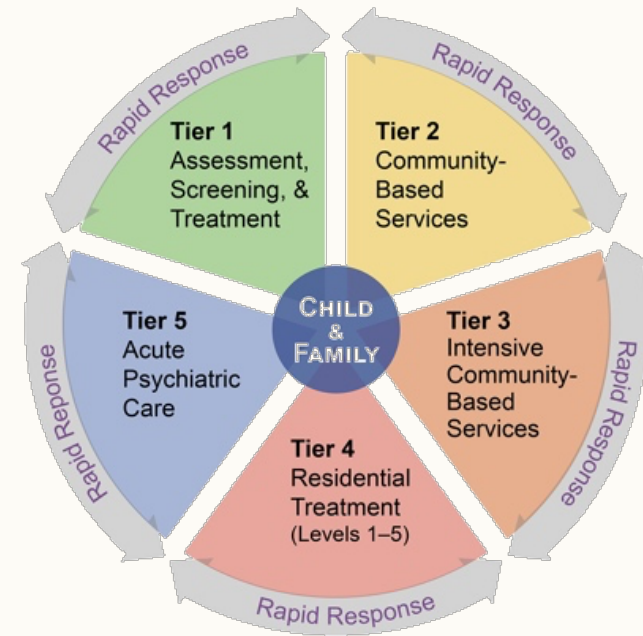 Rapid Response
Rapid Response
Tier 1
Assessment,
Screening, &
Treatment
Tier 2
Community-
Based
Services
CHILD
&
FAMILY
Tier 5
Acute
Psychiatric
Care
Tier 3
Intensive
Community-
Based
Services
Rapid Reponse
Rapid Response
Tier 4
Residential
Treatment
(Levels 1–5)
Rapid Response